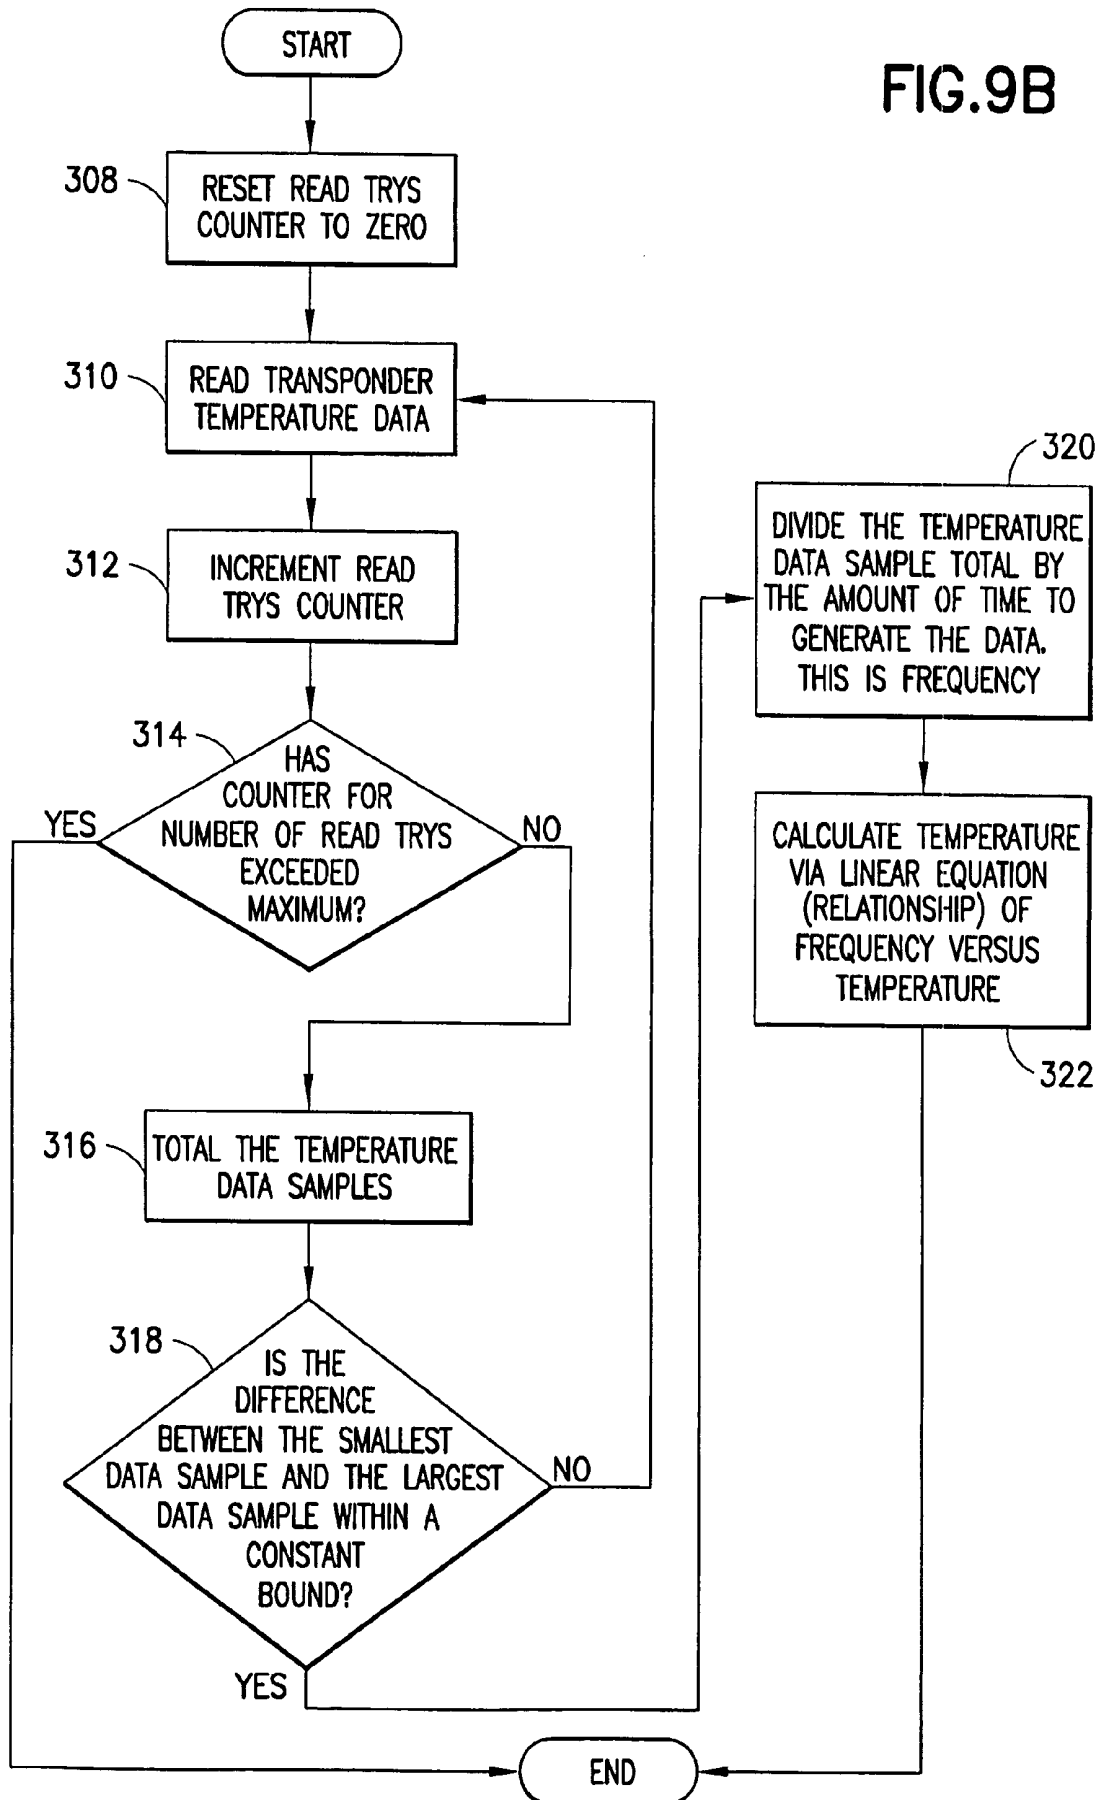 START
FIG.9B
308
RESET READ TRYS
COUNTER TO ZERO
310
READ TRANSPONDER
TEMPERATURE DATA
312
INCREMENT READ
TRYS COUNTER
314
HAS
COUNTER FOR
NUMBER OF READ TRYS
EXCEEDED
MAXIMUM?
YES
NO
316
TOTAL THE TEMPERATURE
DATA SAMPLES
318
IS THE
DIFFERENCE
BETWEEN THE SMALLEST
DATA SAMPLE AND THE LARGEST
DATA SAMPLE WITHIN A
CONSTANT
BOUND?
NO
YES
320
DIVIDE THE TEMPERATURE
DATA SAMPLE TOTAL BY
THE AMOUNT OF TIME TO
GENERATE THE DATA.
THIS IS FREQUENCY
CALCULATE TEMPERATURE
VIA LINEAR EQUATION
(RELATIONSHIP) OF
FREQUENCY VERSUS
TEMPERATURE
322
END